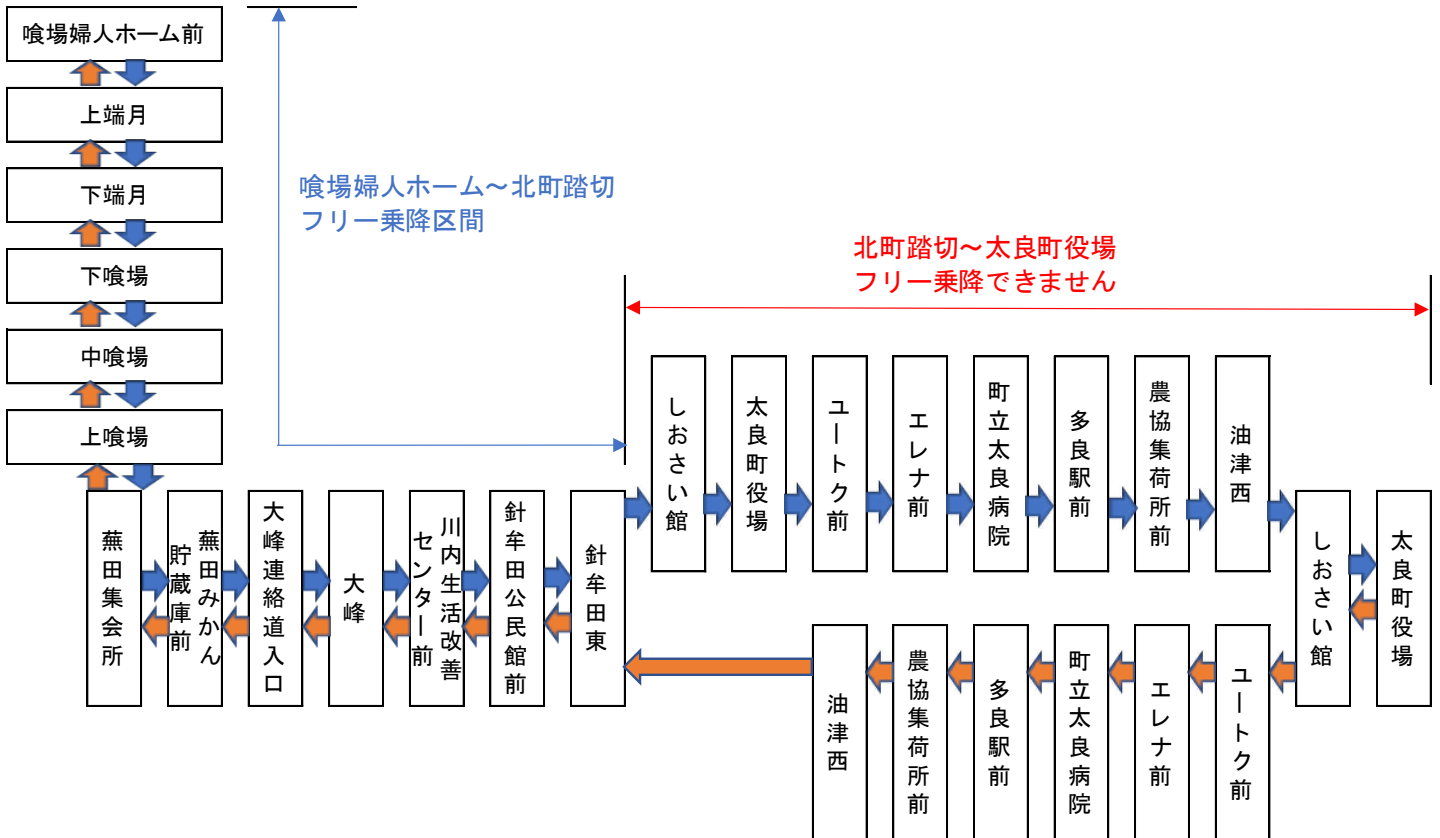 喰場婦人ホーム前
上端月
下端月
下喰場
中喰場
上喰場
喰場婦人ホーム～北町踏切
フリー乗降区間
北町踏切～太良町役場
フリー乗降できません
蕪田集会所
蕪田みかん
貯蔵庫前
大峰連絡道入口
大峰
川内生活改善
センター前
針牟田公民館前
針牟田東
しおさい館
太良町役場
ユートク前
エレナ前
町立太良病院
多良駅前
農協集荷所前
油津西
しおさい館
太良町役場
油津西
農協集荷所前
多良駅前
町立太良病院
エレナ前
ユートク前